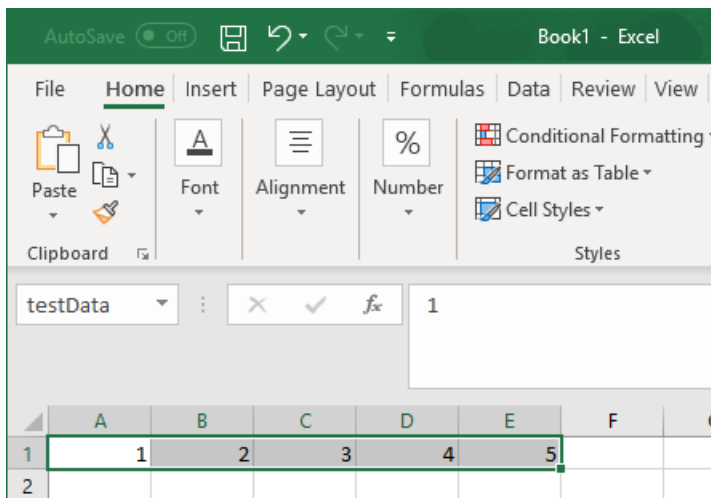 AutoSave Off Book1 - Excel
File Home Insert Page Layout Formulas Data Review View
Paste
Font
Alignment
Number
Conditional Formatting
Format as Table
Cell Styles
Clipboard Styles
testData fx 1
A B C D E F
1 1 2 3 4 5
2